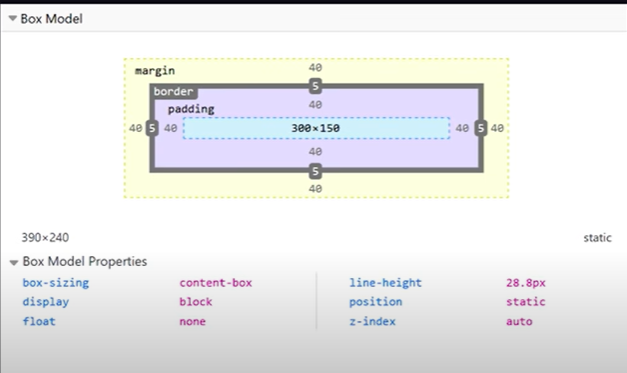 Box Model
margin 40
border 5
40
padding
40 5 40 300×150 40 5 40
40
5
40
390×240 static
Box Model Properties
box-sizing content-box line-height 28.8px
display block position static
float none z-index auto